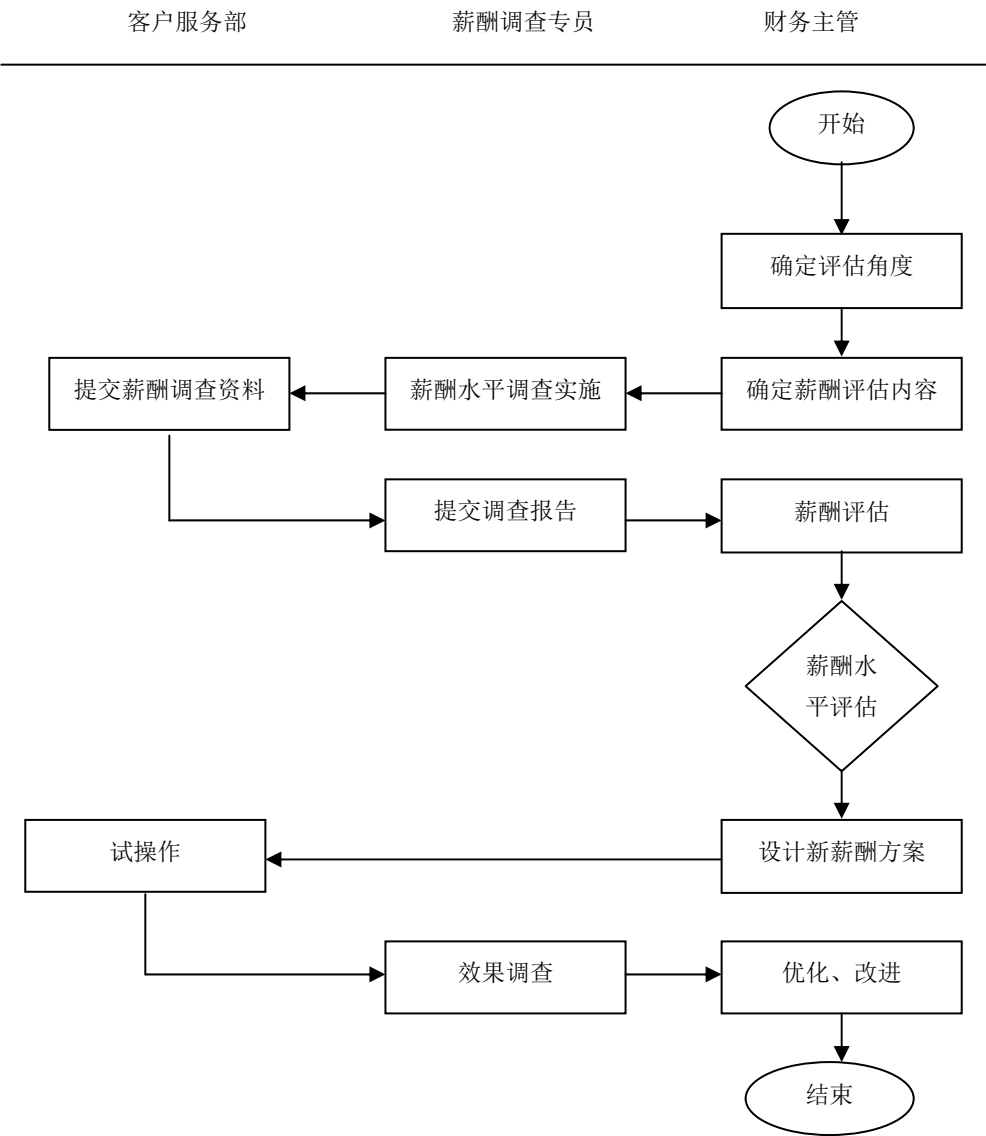 客户服务部
薪酬调查专员
财务主管
开始
确定评估角度
提交薪酬调查资料
薪酬水平调查实施
确定薪酬评估内容
提交调查报告
薪酬评估
薪酬水
平评估
试操作
设计新薪酬方案
效果调查
优化、改进
结束